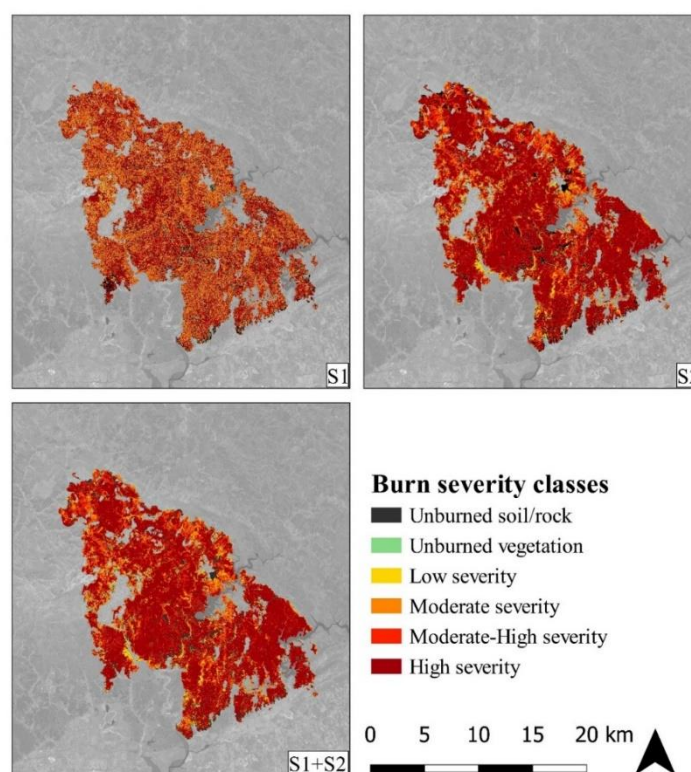 S1
S2
S1+S2
Burn severity classes
Unburned soil/rock
Unburned vegetation
Low severity
Moderate severity
Moderate-High severity
High severity
0 5 10 15 20 km